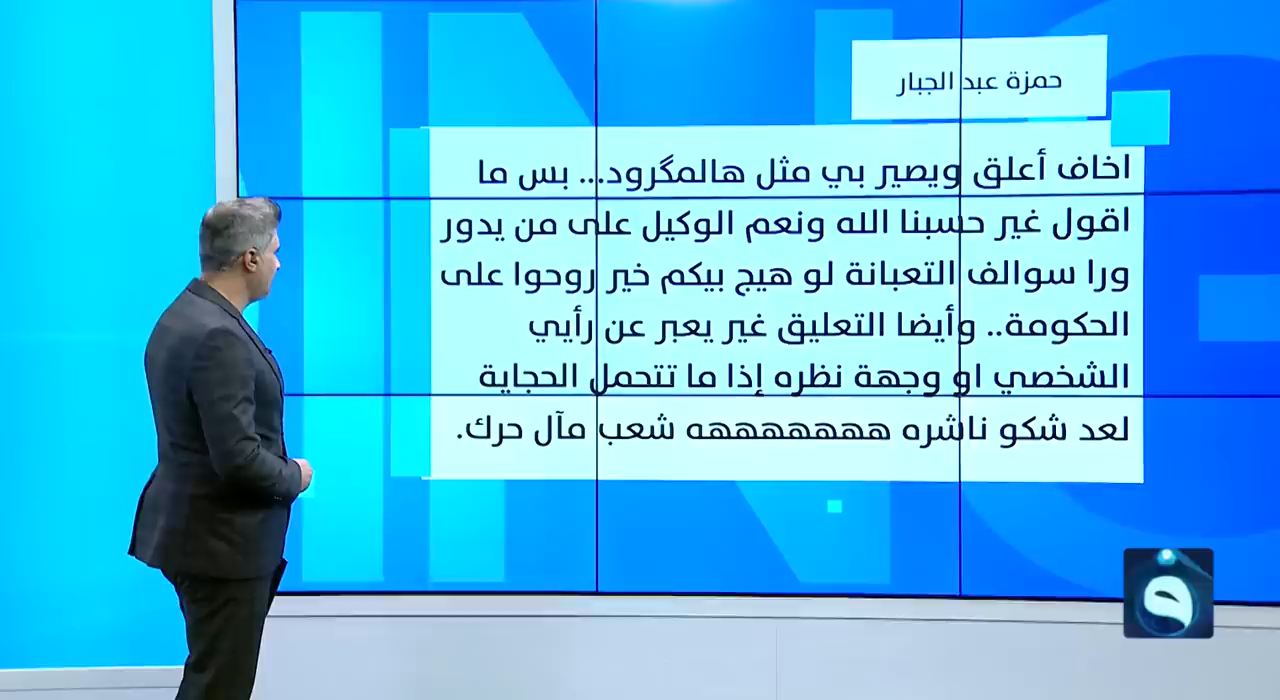 حمزة عبد الجبار
اخاف أعلق ويصير بي مثل هالمگرود... بس ما
اقول غير حسبنا الله ونعم الوكيل على من يدور
ورا سوالف التعبانة لو هيج بيكم خير روحوا على
الحكومة.. وأيضا التعليق غير يعبر عن رأيي
الشخصي او وجهة نظره إذا ما تتحمل الحجاية
لعد شكو ناشره هههههههه شعب مآل حرك.